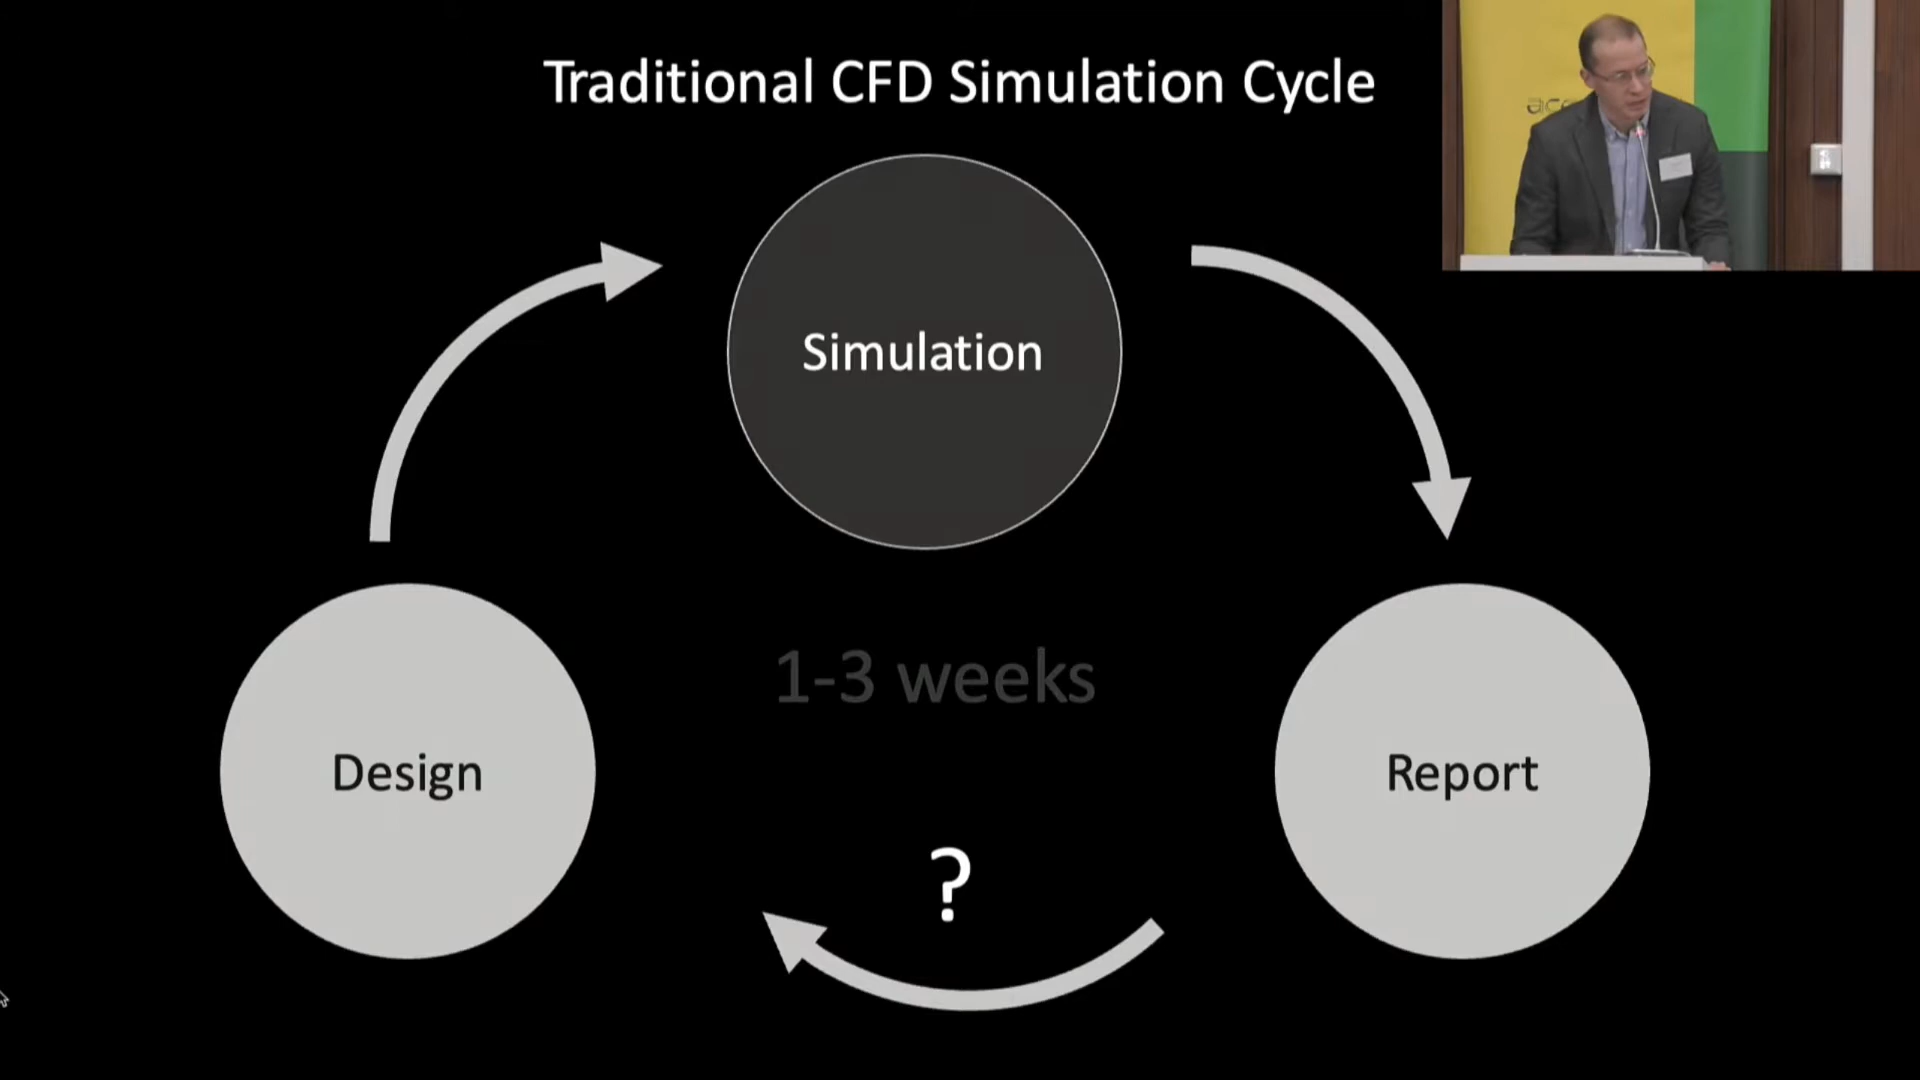 Traditional CFD Simulation Cycle
Simulation
1-3 weeks
Design
Report
?